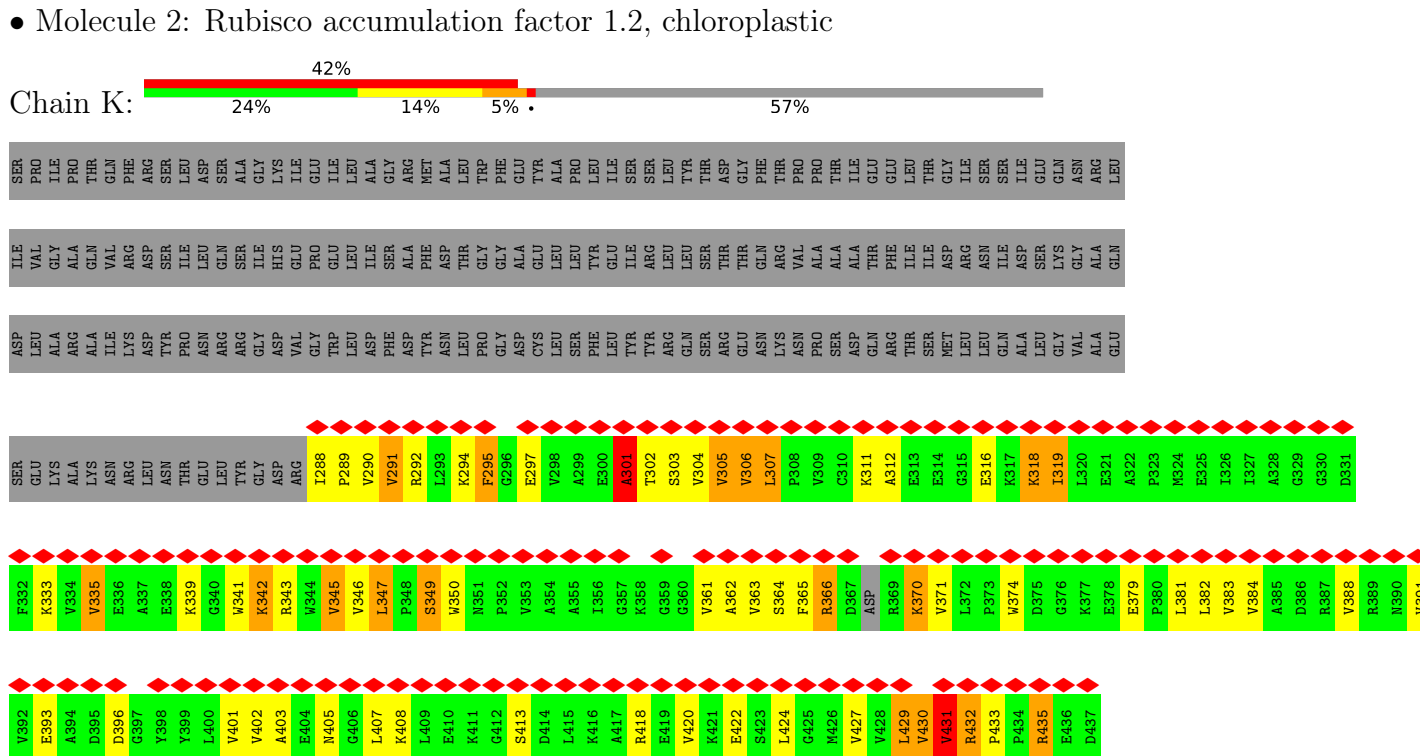 • Molecule 2: Rubisco accumulation factor 1.2, chloroplastic
42%
Chain K:
24% 14% 5% • 57%
SER PRO ILE PRO THR GLN PHE ARG SER LEU ASP SER ALA GLY LYS ILE GLU ILE LEU ALA GLY ARG MET ALA LEU TRP PHE GLU TYR ALA PRO LEU ILE SER SER LEU TYR THR ASP GLY PHE THR PRO PRO THR ILE GLU GLU LEU THR GLY ILE SER SER ILE GLU GLN ASN ARG LEU
ILE VAL GLY ALA GLN VAL ARG ASP SER ILE LEU GLN SER ILE HIS GLU PRO GLU LEU ILE SER ALA PHE ASP THR GLY GLY ALA GLU LEU LEU TYR GLU ILE ARG LEU LEU SER THR THR GLN ARG VAL ALA ALA ALA THR PHE ILE ILE ASP ARG ASN ILE ASP SER LYS GLY ALA GLN
ASP LEU ALA ARG ALA ILE LYS ASP TYR PRO ASN ARG ARG GLY ASP VAL GLY TRP LEU ASP PHE ASP TYR ASN LEU PRO GLY ASP CYS LEU SER PHE LEU TYR TYR ARG GLN SER ARG GLU ASN LYS ASN PRO SER ASP GLN ARG THR SER MET LEU LEU GLN ALA LEU GLY VAL ALA GLU
SER GLU LYS ALA LYS ASN ARG LEU ASN THR GLU LEU TYR GLY ASP ARG I288 P289 V290 V291 R292 L293 K294 F295 G296 E297 V298 A299 E300 A301 T302 S303 V304 V305 V306 L307 P308 V309 C310 K311 A312 E313 E314 G315 E316 K317 K318 I319 L320 E321 A322 P323 M324 E325 I326 I327 A328 G329 G330 D331
F332 K333 V334 V335 E336 A337 E338 K339 G340 W341 K342 R343 W344 V345 V346 L347 P348 S349 W350 N351 P352 V353 A354 A355 I356 G357 K358 G359 G360 V361 A362 V363 S364 F365 R366 D367 ASP R369 K370 V371 L372 P373 W374 D375 G376 K377 E378 E379 P380 L381 L382 V383 V384 A385 D386 R387 V388 R389 N390
V392 E393 A394 D395 D396 G397 Y398 Y399 L400 V401 V402 A403 E404 N405 G406 L407 K408 L409 E410 K411 G412 S413 D414 L415 K416 A417 R418 E419 V420 K421 E422 S423 L424 G425 M426 V427 V428 L429 V430 V431 R432 P433 P434 R435 E436 D437